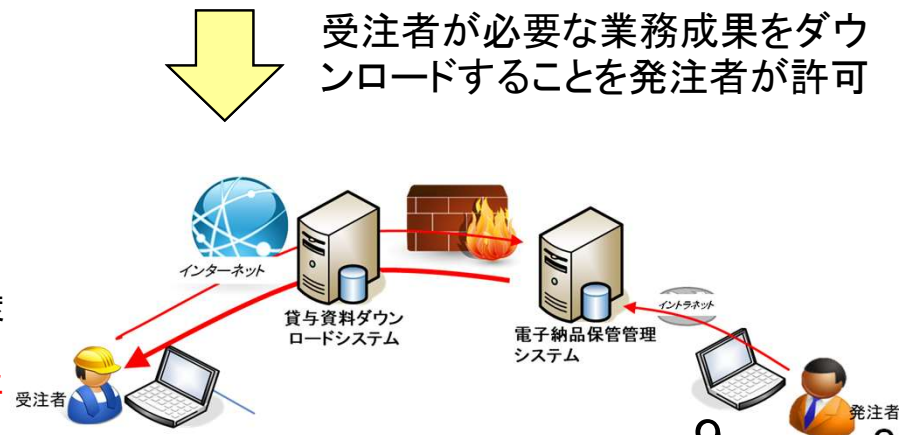 受注者が必要な業務成果をダウ
ンロードすることを発注者が許可
インターネット
貸与資料ダウン
ロードシステム
イントラネット
電子納品保管管理
システム
受注者
発注者